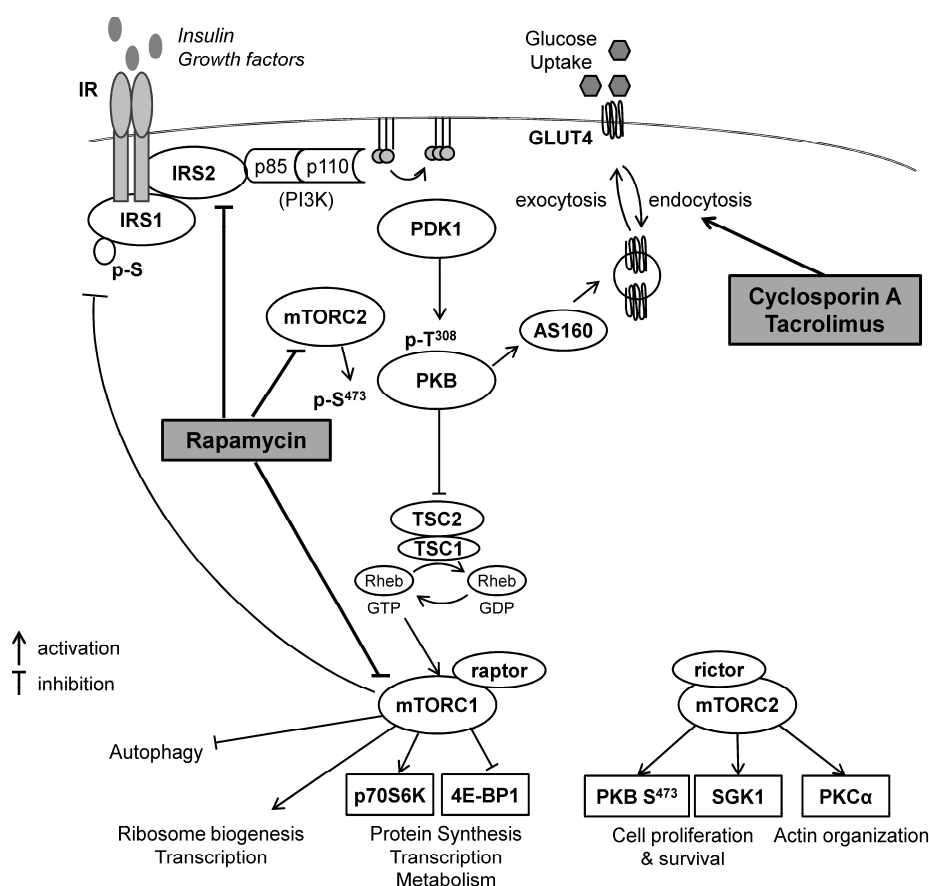 Insulin
Growth factors
IR
Glucose
Uptake
GLUT4
IRS2
p85
p110
(PI3K)
IRS1
p-S
exocytosis
endocytosis
PDK1
Cyclosporin A
Tacrolimus
mTORC2
AS160
p-T³⁰⁸
PKB
p-S⁴⁷³
Rapamycin
TSC2
TSC1
Rheb
Rheb
GTP
GDP
activation
inhibition
raptor
mTORC1
rictor
mTORC2
Autophagy
p70S6K
4E-BP1
PKB S⁴⁷³
SGK1
PKCα
Ribosome biogenesis
Transcription
Protein Synthesis
Transcription
Metabolism
Cell proliferation
& survival
Actin organization